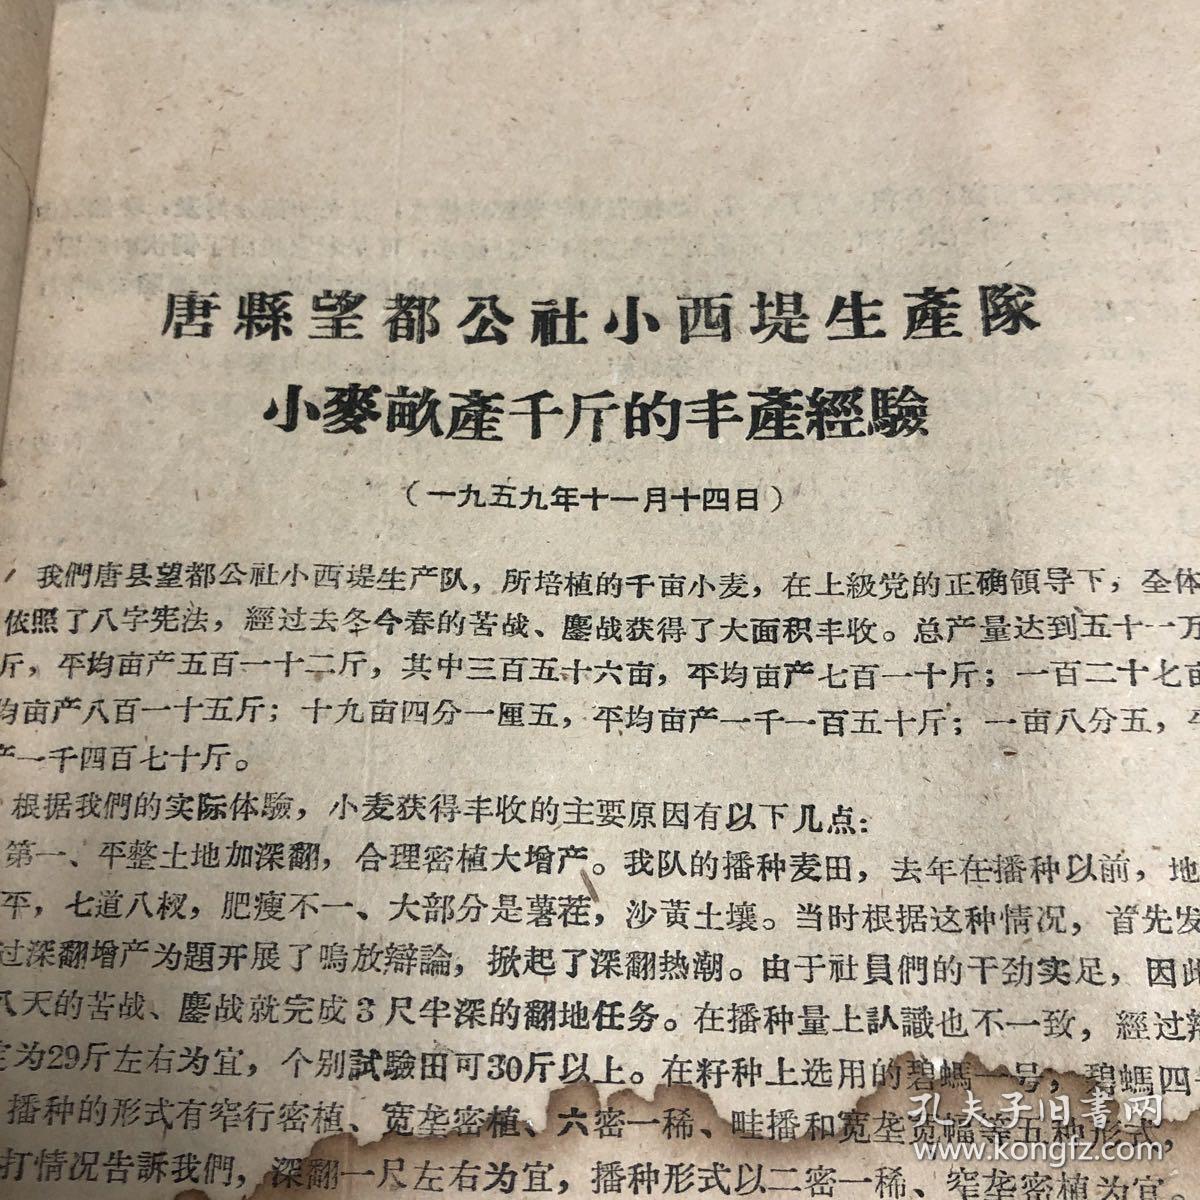 唐縣望都公社小西堤生產隊
小麥畝產千斤的丰產經驗
（一九五九年十一月十四日）
我們唐县望都公社小西堤生产队，所培植的千亩小麦，在上級党的正确領导下，全体
依照了八字宪法，經过去冬今春的苦战、鏖战获得了大面积丰收。总产量达到五十一万
斤，平均亩产五百一十二斤，其中三百五十六亩，平均亩产七百一十斤；一百二十七亩
均亩产八百一十五斤；十九亩四分一厘五，平均亩产一千一百五十斤；一亩八分五，
产一千四百七十斤。
根据我們的实际体驗，小麦获得丰收的主要原因有以下几点：
第一、平整土地加深翻，合理密植大增产。我队的播种麦田，去年在播种以前，地
平，七道八杈，肥瘦不一、大部分是薯茬，沙黃土壤。当时根据这种情况，首先发
过深翻增产为題开展了鳴放辯論，掀起了深翻热潮。由于社員們的干劲实足，因此
八天的苦战、鏖战就完成3尺半深的翻地任务。在播种量上認識也不一致，經过辯
定为29斤左右为宜，个别試驗田可30斤以上。在籽种上选用的碧螞一号，碧螞四号
播种的形式有窄行密植、宽垄密植、六密一稀、畦播和宽垄宽幅等五种形式，
打情况告訴我們，深翻一尺左右为宜，播种形式以二密一稀、窄垄密植为宜。
孔夫子旧書网
www.kongfz.com